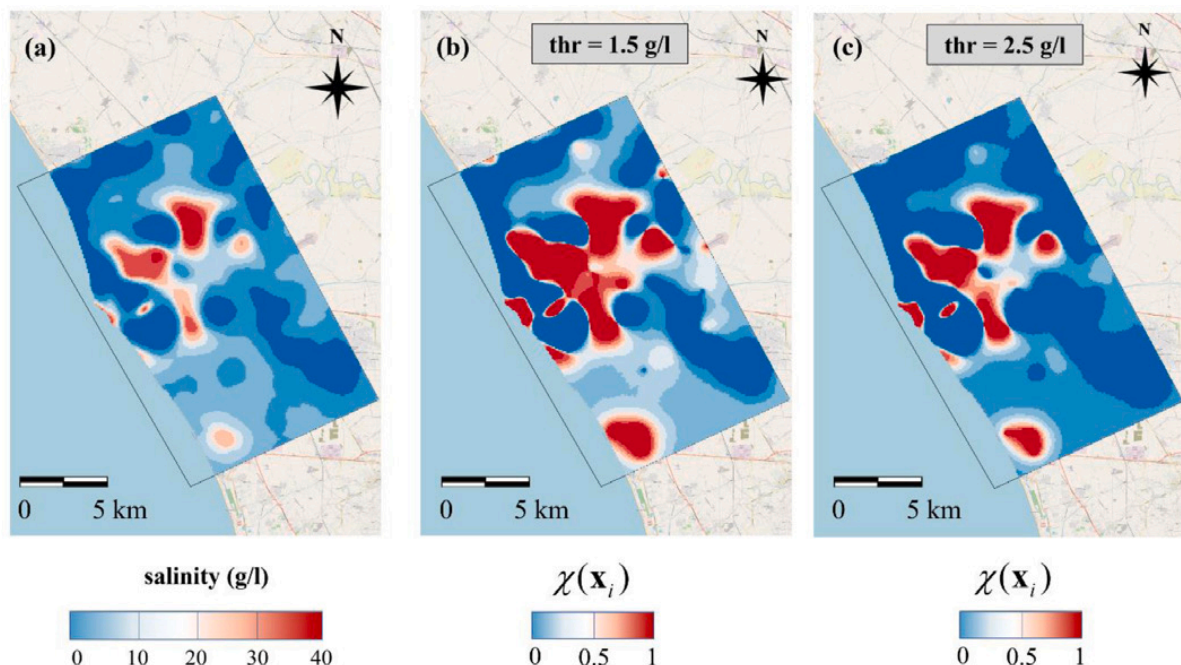 (a)
N
0 5 km
salinity (g/l)
0 10 20 30 40
(b)
thr = 1.5 g/l
N
0 5 km
χ(xᵢ)
0 0.5 1
(c)
thr = 2.5 g/l
N
0 5 km
χ(xᵢ)
0 0.5 1